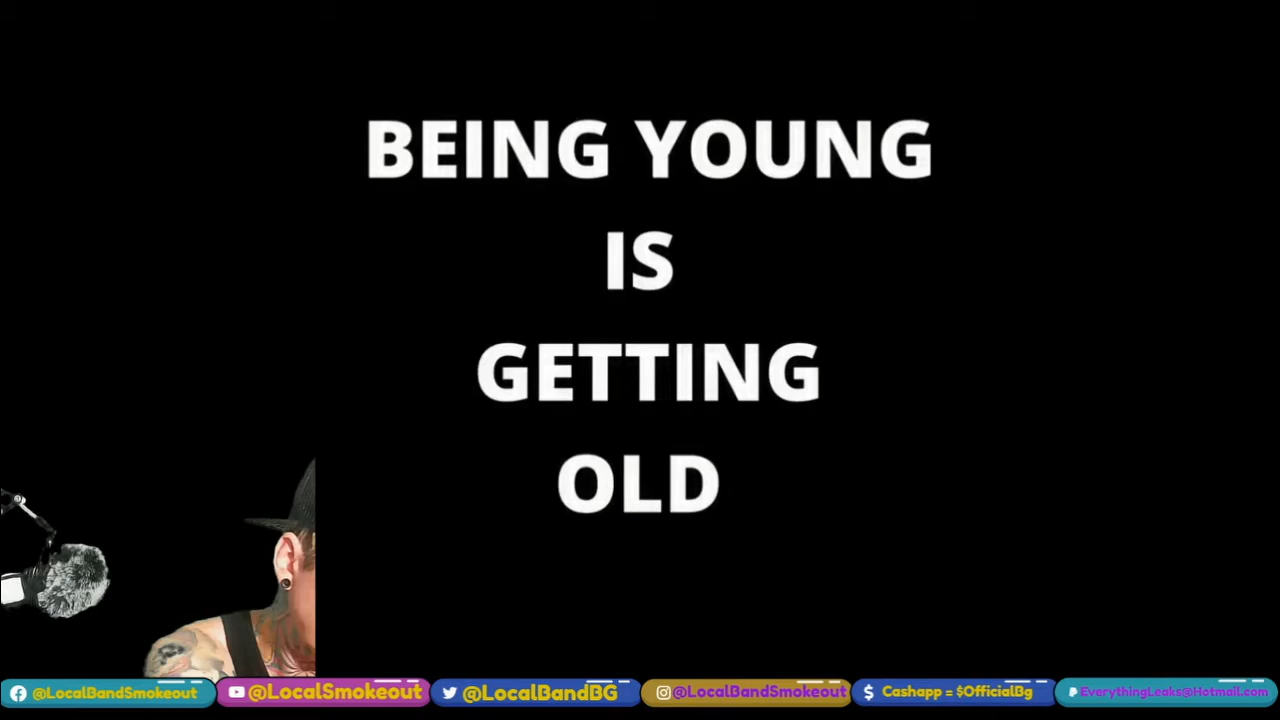 BEING YOUNG
IS
GETTING
OLD
@LocalBandSmokeout
@LocalSmokeout
@LocalBandBG
@LocalBandSmokeout
Cashapp = $OfficialBg
EverythingLeaks@Hotmail.com